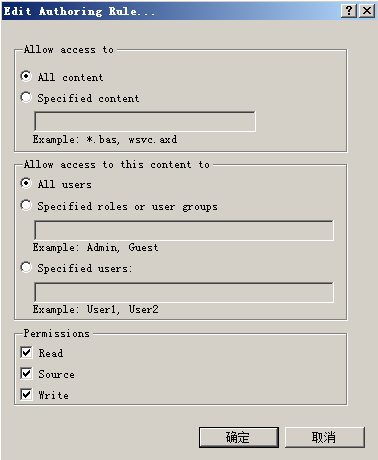 Edit Authoring Rule...
Allow access to
All content
Specified content
Example: *.bas, wsvc.axd
Allow access to this content to
All users
Specified roles or user groups
Example: Admin, Guest
Specified users:
Example: User1, User2
Permissions
Read
Source
Write
确定 取消